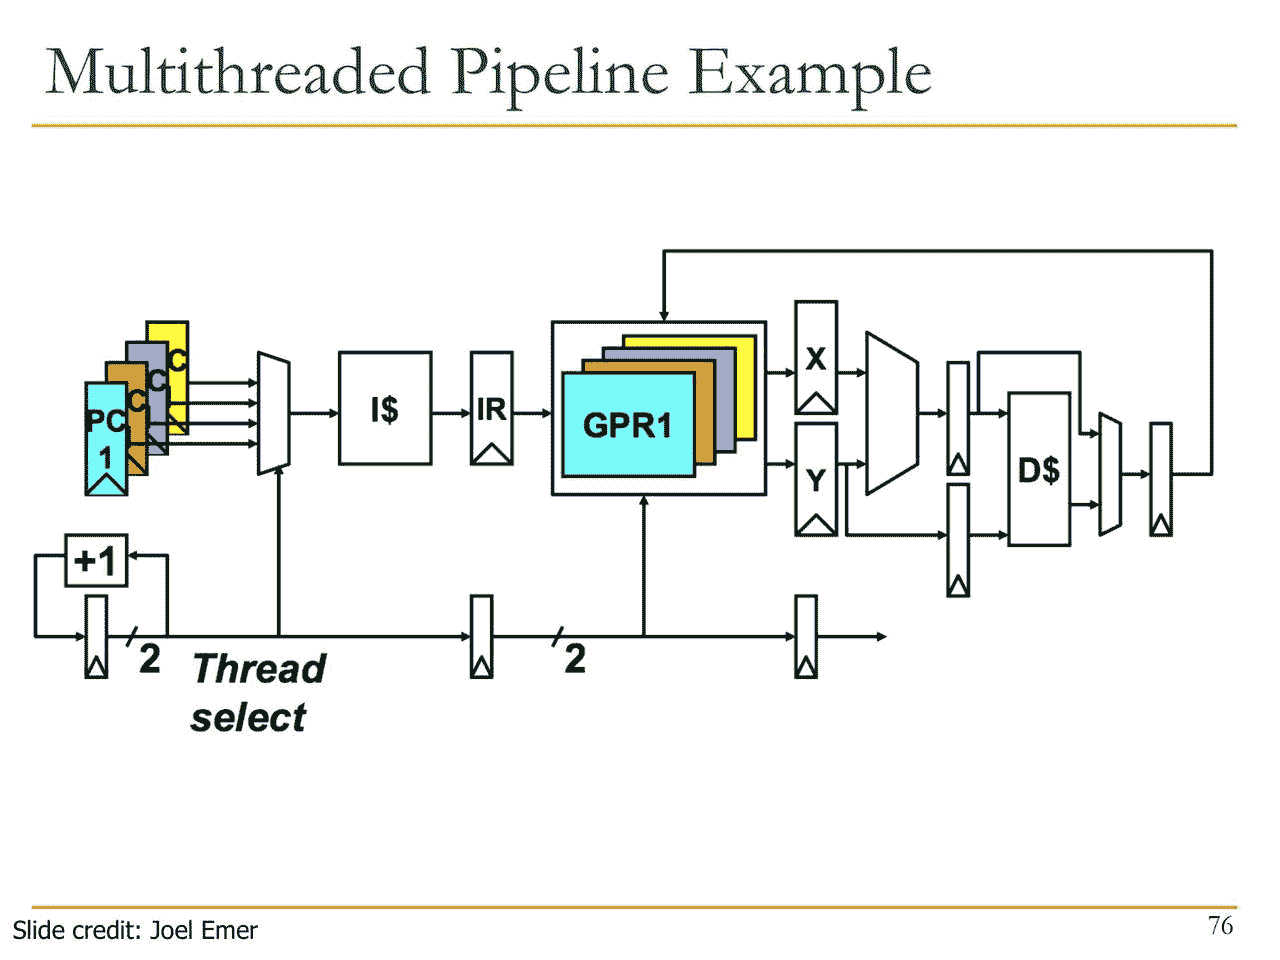 Multithreaded Pipeline Example
C
C
C
PC
1
I$
IR
GPR1
X
Y
D$
+1
2
Thread
select
2
Slide credit: Joel Emer
76